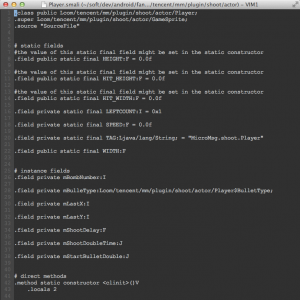 Player.smali (~/soft/dev/android/fan...tencent/mm/plugin/shoot/actor) - VIM1
.class public Lcom/tencent/mm/plugin/shoot/actor/Player;
.super Lcom/tencent/mm/plugin/shoot/actor/GameSprite;
.source "SourceFile"
# static fields
#the value of this static final field might be set in the static constructor
.field public static final HEIGHT:F = 0.0f
#the value of this static final field might be set in the static constructor
.field public static final HIT_HEIGHT:F = 0.0f
#the value of this static final field might be set in the static constructor
.field public static final HIT_WIDTH:F = 0.0f
.field private static final LEFTCOUNT:I = 0x1
.field private static final SPEED:F = 0.0f
.field private static final TAG:Ljava/lang/String; = "MicroMsg.shoot.Player"
.field public static final WIDTH:F
# instance fields
.field private mBombNumber:I
.field private mBulleType:Lcom/tencent/mm/plugin/shoot/actor/Player$BulletType;
.field private mLastX:I
.field private mLastY:I
.field private mShootDelay:F
.field private mShootDoubleTime:J
.field private mStartBulletDouble:J
# direct methods
.method static constructor <clinit>()V
.locals 2